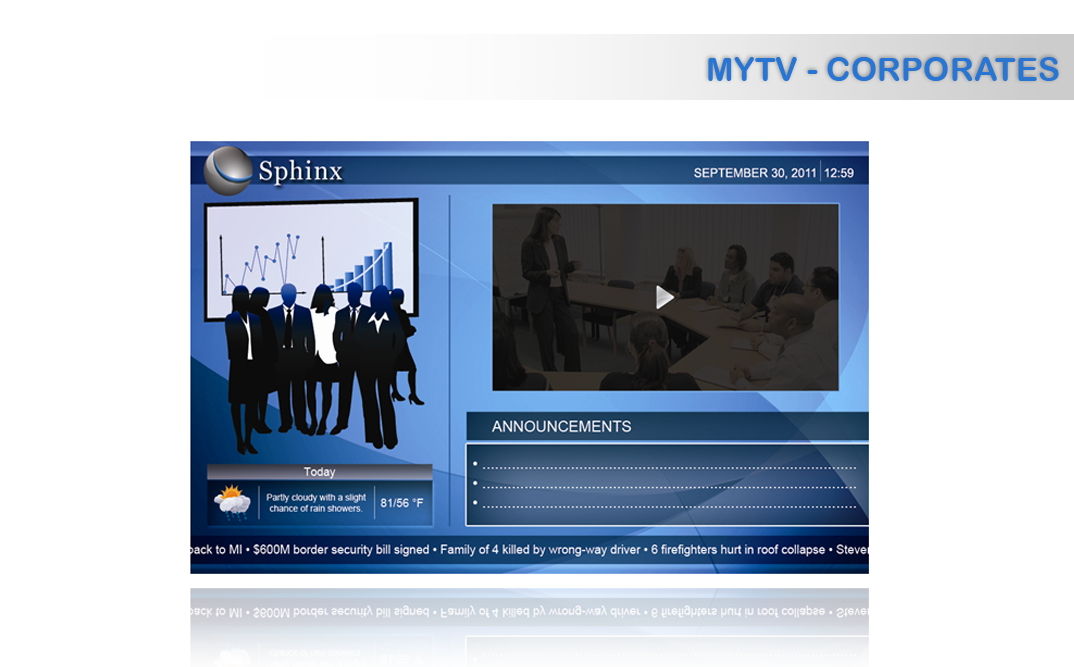 MYTV - CORPORATES
Sphinx
SEPTEMBER 30, 2011 12:59
ANNOUNCEMENTS
Today
Partly cloudy with a slight
chance of rain showers.
81/56 °F
back to MI • $600M border security bill signed • Family of 4 killed by wrong-way driver • 6 firefighters hurt in roof collapse • Steven